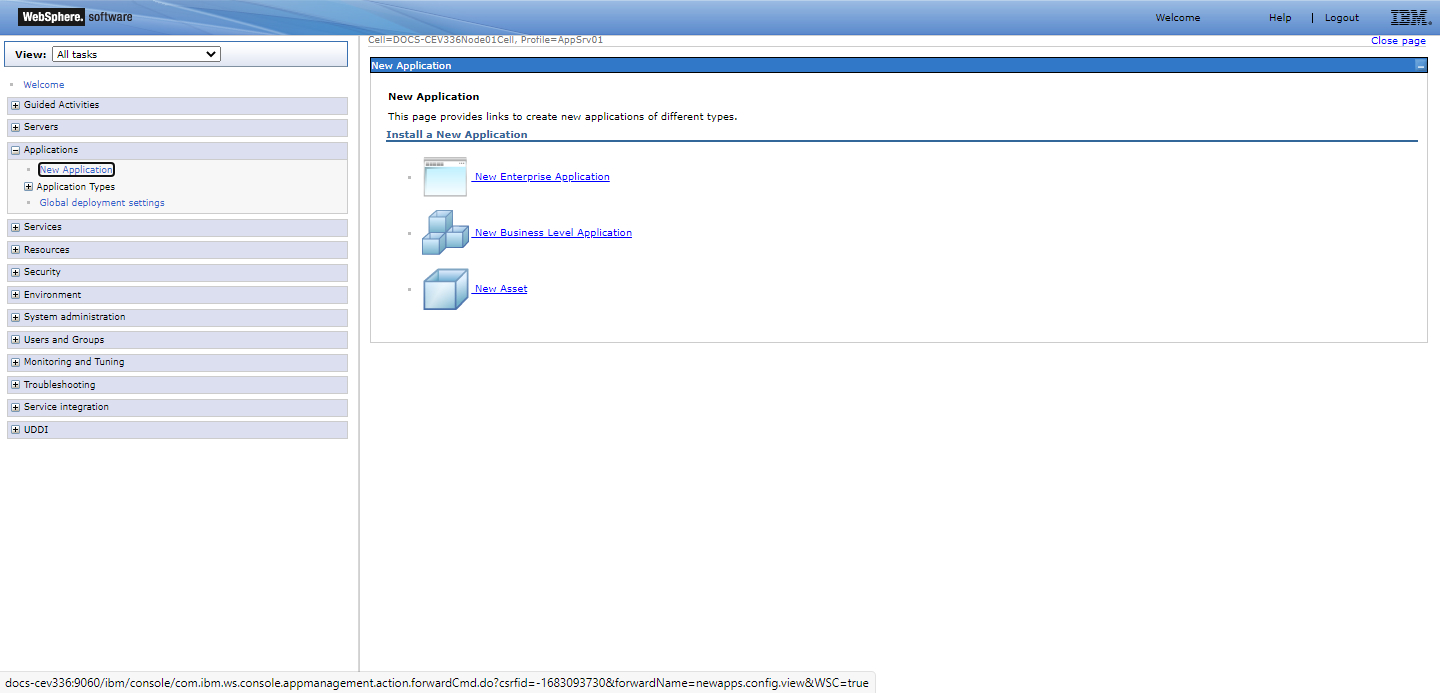 WebSphere. software
Welcome Help | Logout IBM.
View: All tasks
Cell=DOCS-CEV336Node01Cell, Profile=AppSrv01
Close page
Welcome
Guided Activities
Servers
Applications
New Application
Application Types
Global deployment settings
Services
Resources
Security
Environment
System administration
Users and Groups
Monitoring and Tuning
Troubleshooting
Service integration
UDDI
New Application
New Application
This page provides links to create new applications of different types.
Install a New Application
New Enterprise Application
New Business Level Application
New Asset
docs-cev336:9060/ibm/console/com.ibm.ws.console.appmanagement.action.forwardCmd.do?csrfid=-1683093730&forwardName=newapps.config.view&WSC=true